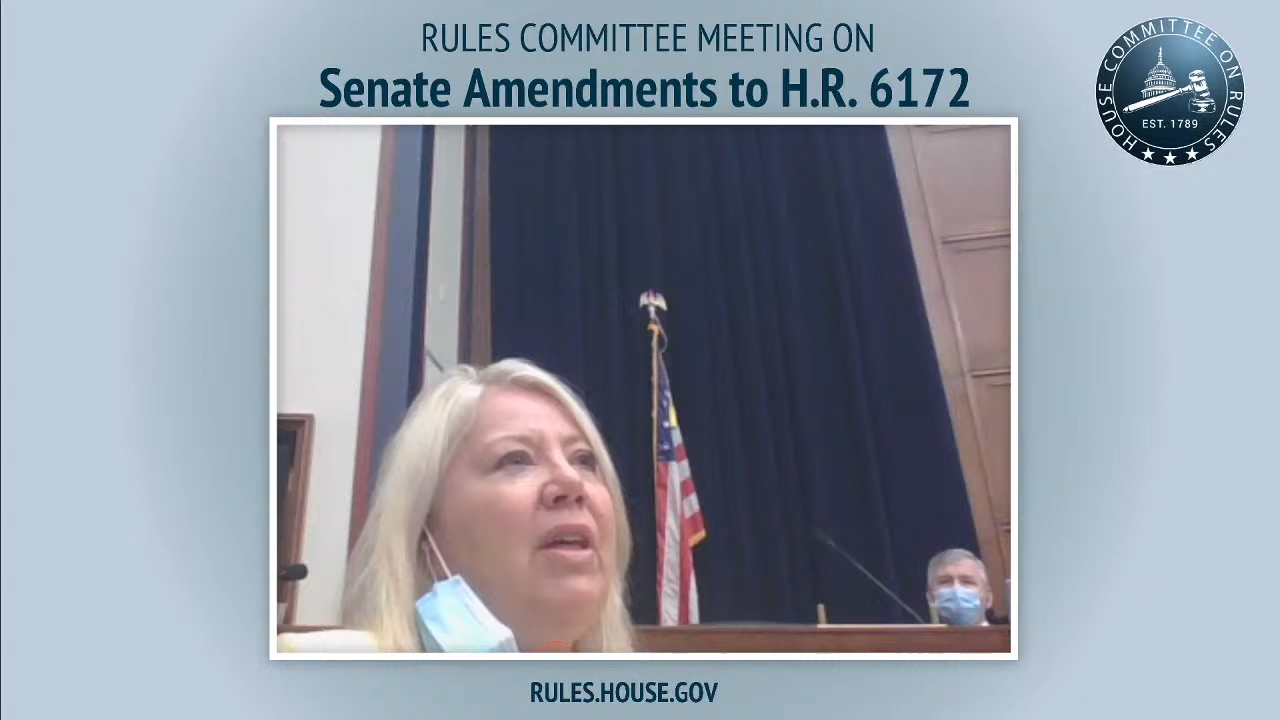 RULES COMMITTEE MEETING ON
Senate Amendments to H.R. 6172
HOUSE COMMITTEE ON RULES
EST. 1789
RULES.HOUSE.GOV